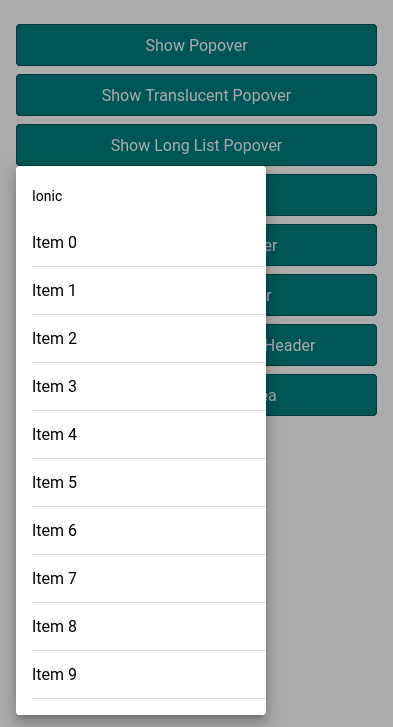 Show Popover
Show Translucent Popover
Show Long List Popover
Ionic
Item 0
Item 1
Item 2
Item 3
Item 4
Item 5
Item 6
Item 7
Item 8
Item 9
Header